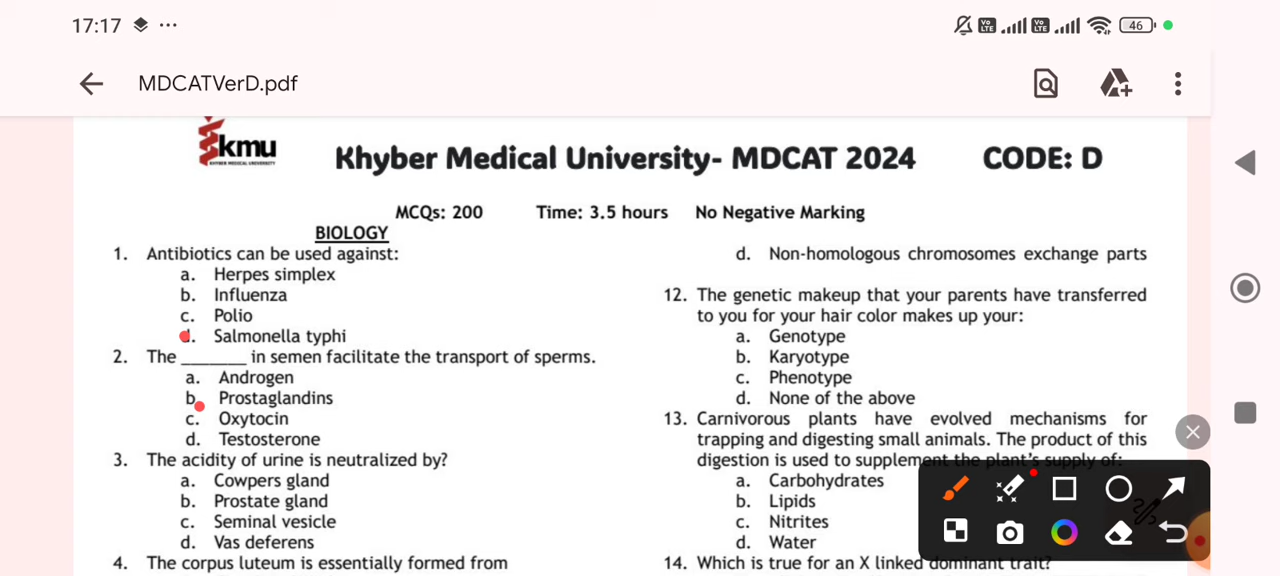 17:17 ...
Vo LTE Vo LTE 46
MDCATVerD.pdf
kmu
KHYBER MEDICAL UNIVERSITY
Khyber Medical University- MDCAT 2024 CODE: D
MCQs: 200 Time: 3.5 hours No Negative Marking
BIOLOGY
1. Antibiotics can be used against:
a. Herpes simplex
b. Influenza
c. Polio
d. Salmonella typhi
2. The ______ in semen facilitate the transport of sperms.
a. Androgen
b. Prostaglandins
c. Oxytocin
d. Testosterone
3. The acidity of urine is neutralized by?
a. Cowpers gland
b. Prostate gland
c. Seminal vesicle
d. Vas deferens
4. The corpus luteum is essentially formed from
d. Non-homologous chromosomes exchange parts
12. The genetic makeup that your parents have transferred
to you for your hair color makes up your:
a. Genotype
b. Karyotype
c. Phenotype
d. None of the above
13. Carnivorous plants have evolved mechanisms for
trapping and digesting small animals. The product of this
digestion is used to supplement the plant's supply of:
a. Carbohydrates
b. Lipids
c. Nitrites
d. Water
14. Which is true for an X linked dominant trait?